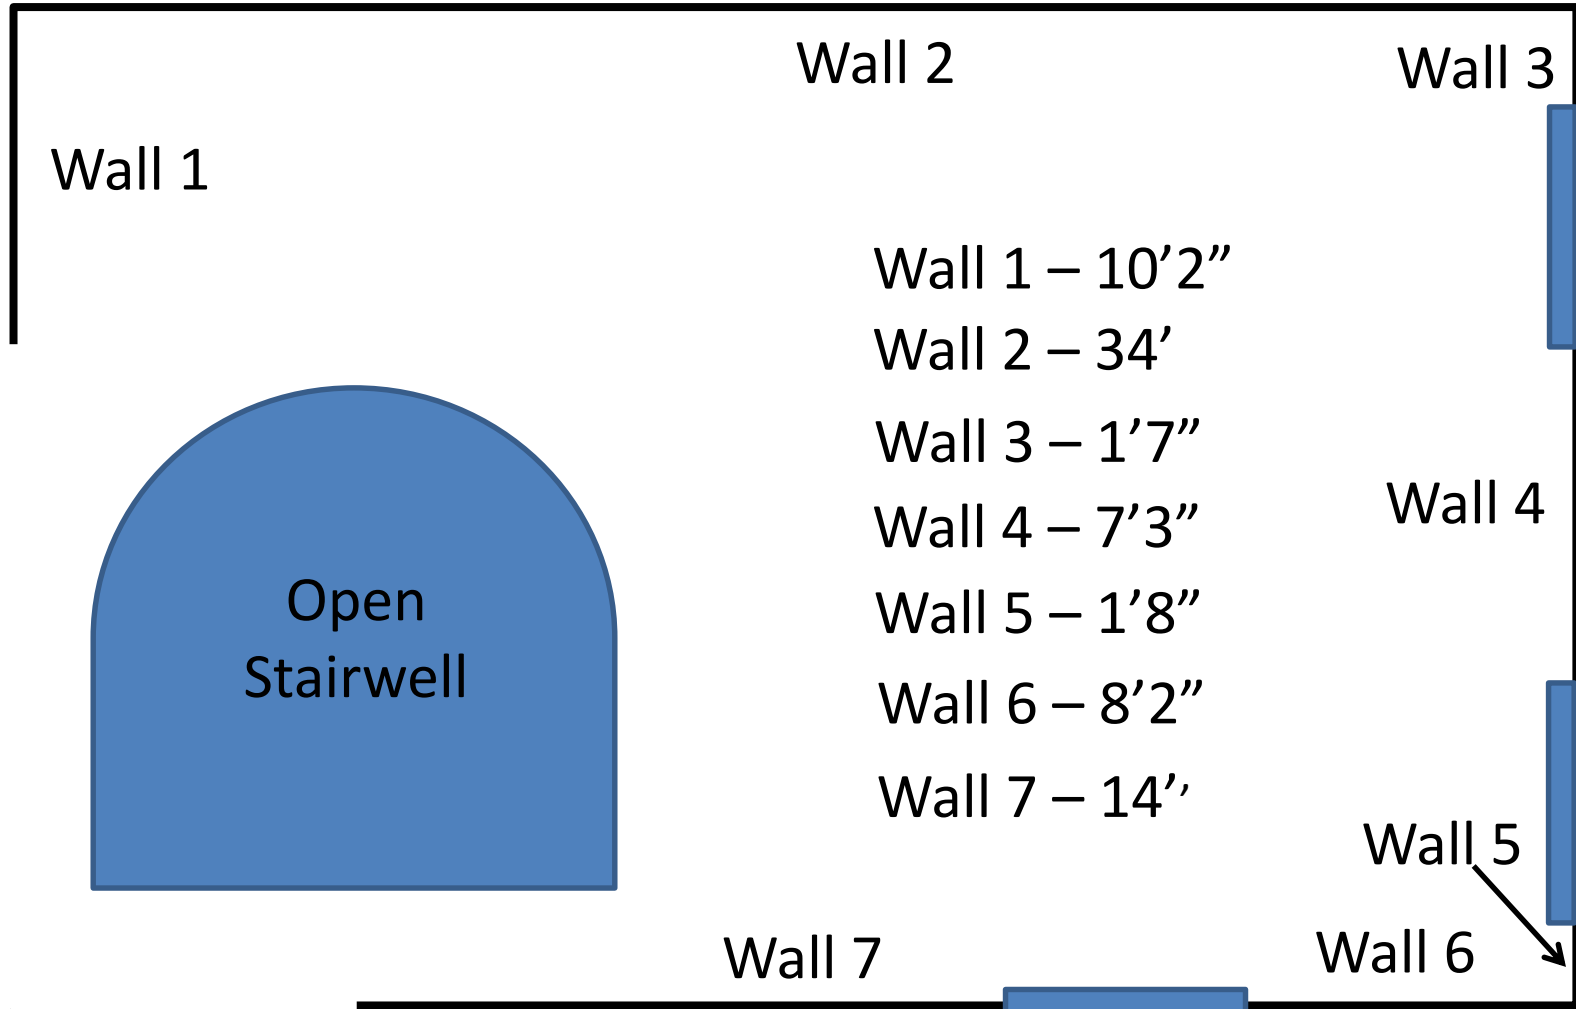 Wall 2
Wall 3
Wall 1
Wall 1 – 10’2”
Wall 2 – 34’
Wall 3 – 1’7”
Wall 4 – 7’3”
Wall 4
Open
Stairwell
Wall 5 – 1’8”
Wall 6 – 8’2”
Wall 7 – 14’’
Wall 5
Wall 7
Wall 6